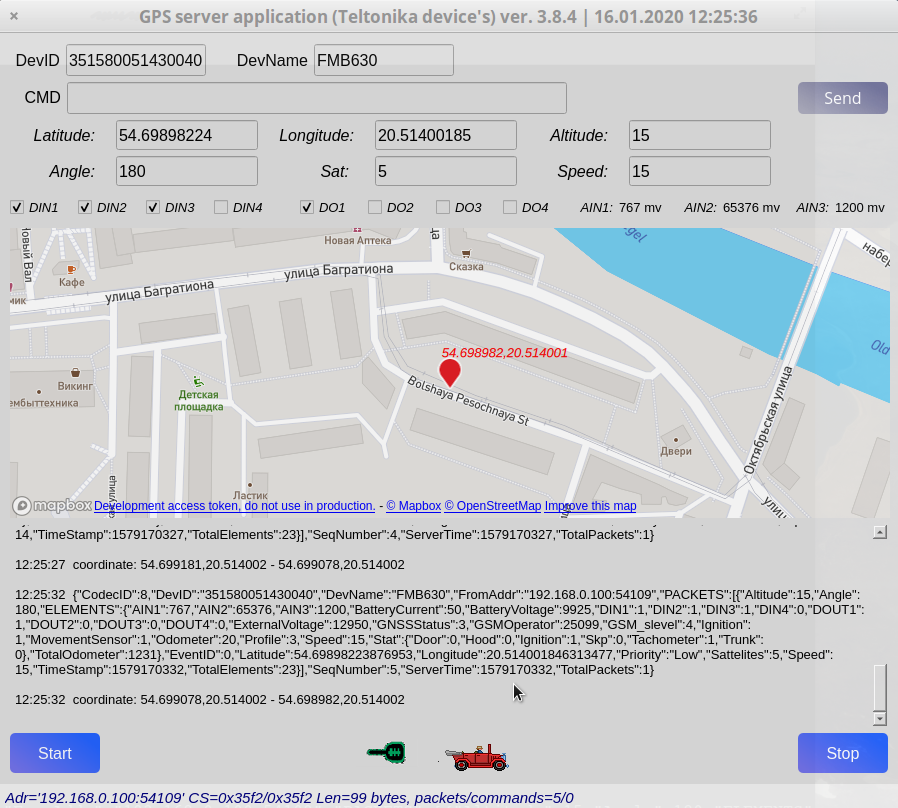 GPS server application (Teltonika device's) ver. 3.8.4 | 16.01.2020 12:25:36
DevID 351580051430040 DevName FMB630
CMD Send
Latitude: 54.69898224 Longitude: 20.51400185 Altitude: 15
Angle: 180 Sat: 5 Speed: 15
DIN1 DIN2 DIN3 DIN4 DO1 DO2 DO3 DO4 AIN1: 767 mv AIN2: 65376 mv AIN3: 1200 mv
Новый Вал
Новая Аптека
Сказка
Кафе
улица Багратиона
улица Багратиона
набер
Old
54.698982,20.514001
Викинг
Детская
площадка
Bolshaya Pesochnaya St
Октябрьская улица
Двери
Ластик
улиц
mapbox Development access token, do not use in production. - © Mapbox © OpenStreetMap Improve this map
14,"TimeStamp":1579170327,"TotalElements":23}],"SeqNumber":4,"ServerTime":1579170327,"TotalPackets":1}
12:25:27 coordinate: 54.699181,20.514002 - 54.699078,20.514002
12:25:32 {"CodecID":8,"DevID":"351580051430040","DevName":"FMB630","FromAddr":"192.168.0.100:54109","PACKETS":[{"Altitude":15,"Angle":
180,"ELEMENTS":{"AIN1":767,"AIN2":65376,"AIN3":1200,"BatteryCurrent":50,"BatteryVoltage":9925,"DIN1":1,"DIN2":1,"DIN3":1,"DIN4":0,"DOUT1":
1,"DOUT2":0,"DOUT3":0,"DOUT4":0,"ExternalVoltage":12950,"GNSSStatus":3,"GSMOperator":25099,"GSM_slevel":4,"Ignition":
1,"MovementSensor":1,"Odometer":20,"Profile":3,"Speed":15,"Stat":{"Door":0,"Hood":0,"Ignition":1,"Skp":0,"Tachometer":1,"Trunk":
0},"TotalOdometer":1231},"EventID":0,"Latitude":54.69898223876953,"Longitude":20.514001846313477,"Priority":"Low","Sattelites":5,"Speed":
15,"TimeStamp":1579170332,"TotalElements":23}],"SeqNumber":5,"ServerTime":1579170332,"TotalPackets":1}
12:25:32 coordinate: 54.699078,20.514002 - 54.698982,20.514002
Start Stop
Adr='192.168.0.100:54109' CS=0x35f2/0x35f2 Len=99 bytes, packets/commands=5/0